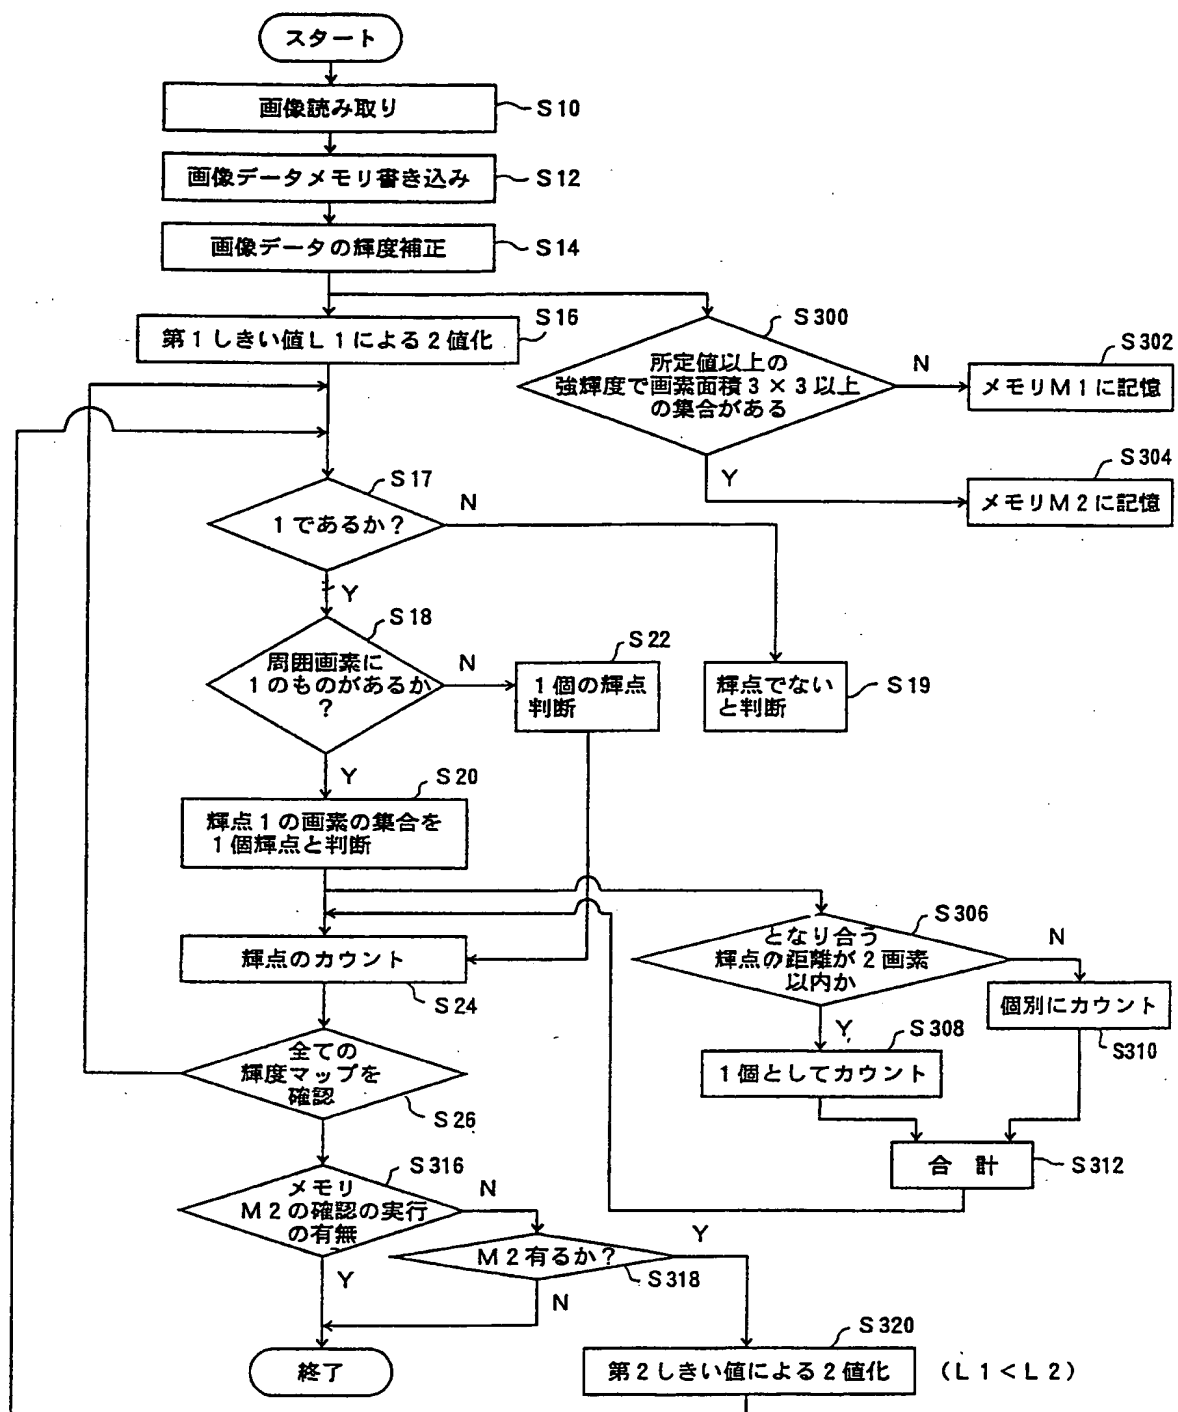 スタート
画像読み取り
S10
画像データメモリ書き込み
S12
画像データの輝度補正
S14
第1しきい値L1による2値化
S16
所定値以上の
強輝度で画素面積3×3以上
の集合がある
S300
N
メモリM1に記憶
S302
Y
メモリM2に記憶
S304
1であるか?
S17
N
Y
周囲画素に
1のものがあるか
?
S18
N
1個の輝点
判断
S22
輝点でない
と判断
S19
Y
輝点1の画素の集合を
1個輝点と判断
S20
輝点のカウント
S24
となり合う
輝点の距離が2画素
以内か
S306
N
個別にカウント
S310
Y
1個としてカウント
S308
合 計
S312
全ての
輝度マップを
確認
S26
メモリ
M2の確認の実行
の有無
S316
N
Y
M2有るか?
S318
Y
N
終了
第2しきい値による2値化
S320
(L1<L2)